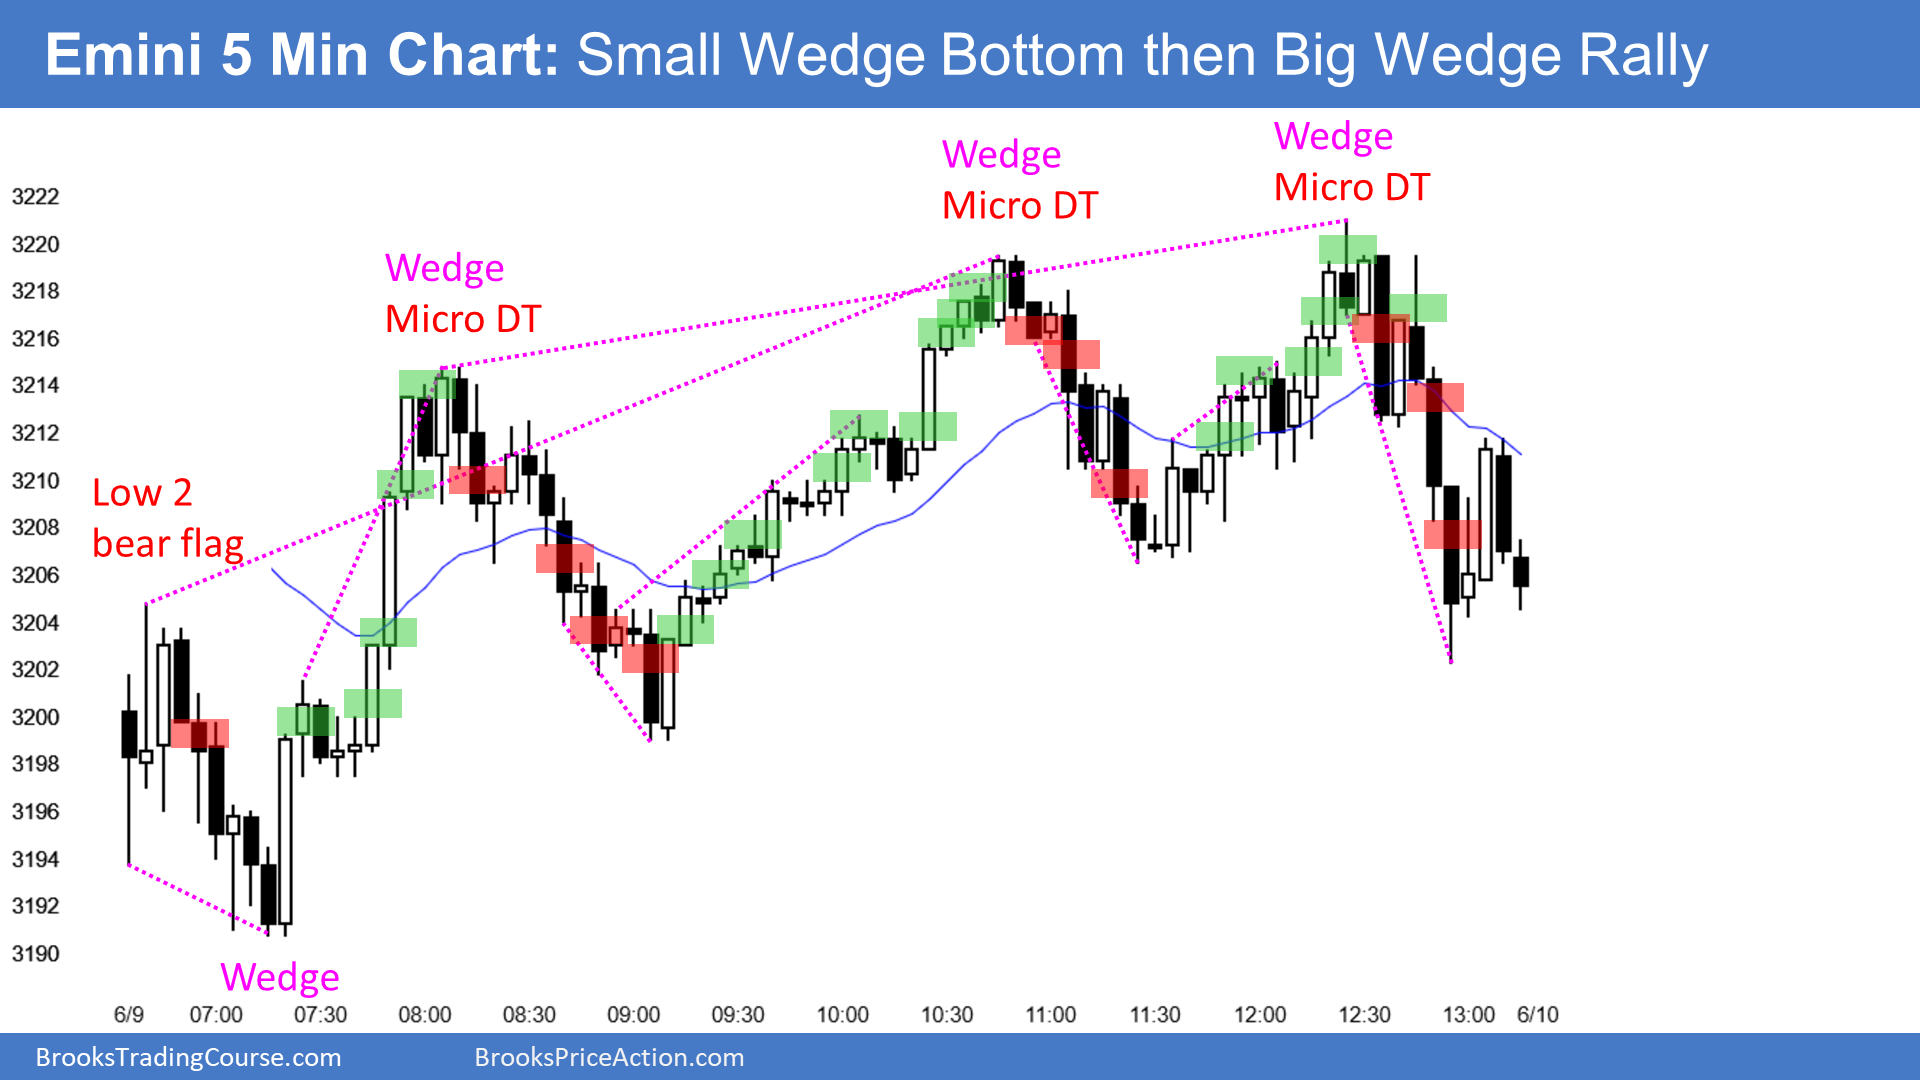 Emini 5 Min Chart: Small Wedge Bottom then Big Wedge Rally
Wedge
Micro DT
Wedge
Micro DT
Wedge
Micro DT
Low 2
bear flag
Wedge
3222
3220
3218
3216
3214
3212
3210
3208
3206
3204
3202
3200
3198
3196
3194
3192
3190
6/9 07:00 07:30 08:00 08:30 09:00 09:30 10:00 10:30 11:00 11:30 12:00 12:30 13:00 6/10
BrooksTradingCourse.com BrooksPriceAction.com